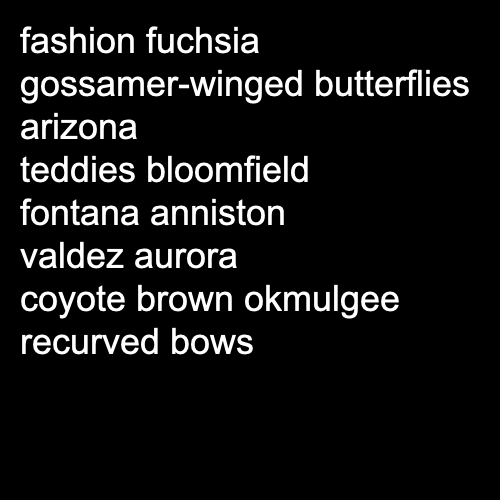 fashion fuchsia
gossamer-winged butterflies
arizona
teddies bloomfield
fontana anniston
valdez aurora
coyote brown okmulgee
recurved bows